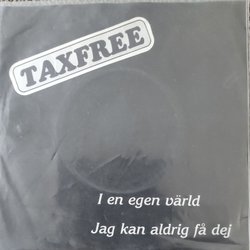 TAXFREE
I en egen värld
Jag kan aldrig få dej